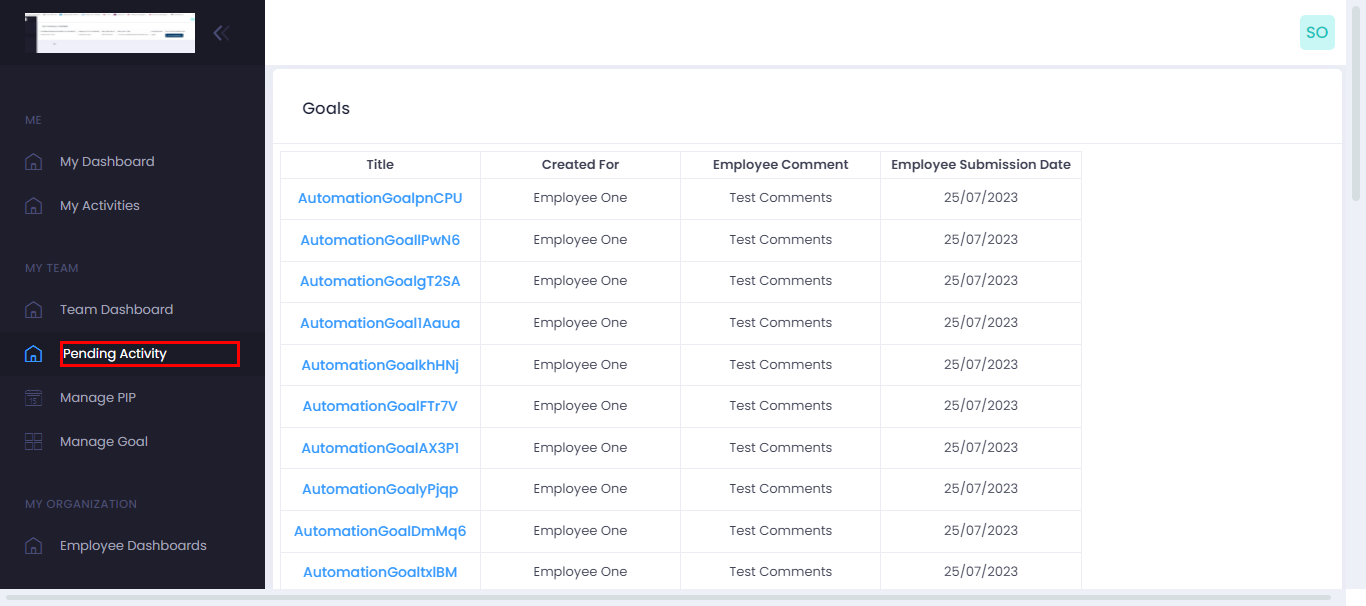 SO
ME
My Dashboard
My Activities
MY TEAM
Team Dashboard
Pending Activity
Manage PIP
Manage Goal
MY ORGANIZATION
Employee Dashboards
Goals
Title Created For Employee Comment Employee Submission Date
AutomationGoalpnCPU Employee One Test Comments 25/07/2023
AutomationGoallPwN6 Employee One Test Comments 25/07/2023
AutomationGoalgT2SA Employee One Test Comments 25/07/2023
AutomationGoal1Aaua Employee One Test Comments 25/07/2023
AutomationGoalkhHNj Employee One Test Comments 25/07/2023
AutomationGoalFTr7V Employee One Test Comments 25/07/2023
AutomationGoalAX3P1 Employee One Test Comments 25/07/2023
AutomationGoalyPjqp Employee One Test Comments 25/07/2023
AutomationGoalDmMq6 Employee One Test Comments 25/07/2023
AutomationGoaltxlBM Employee One Test Comments 25/07/2023